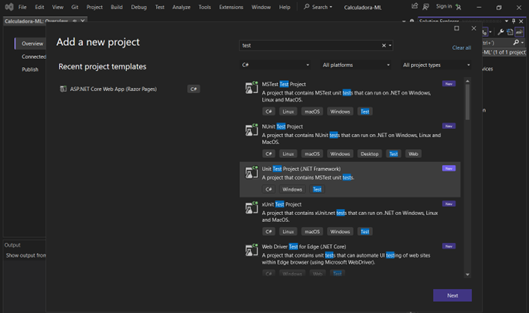 File Edit View Git Project Build Debug Test Analyze Tools Extensions Window Help Search Calculadora-ML Sign in
Calculadora-ML: Overview
Solution Explorer
Overview
Connected
Publish
Add a new project
test
Clear all
Recent project templates
C#
All platforms
All project types
ASP.NET Core Web App (Razor Pages)
C#
MSTest Test Project
New
A project that contains MSTest unit tests that can run on .NET on Windows,
Linux and MacOS.
C# Linux macOS Windows Test
NUnit Test Project
New
A project that contains NUnit tests that can run on .NET on Windows, Linux and
MacOS.
C# Linux macOS Windows Desktop Test Web
Unit Test Project (.NET Framework)
New
A project that contains MSTest unit tests.
C# Windows Test
xUnit Test Project
New
A project that contains xUnit.net tests that can run on .NET on Windows, Linux
and MacOS.
C# Linux macOS Windows Test
Web Driver Test for Edge (.NET Core)
New
A project that contains unit tests that can automate UI testing of web sites
within Edge browser (using Microsoft WebDriver).
C# Windows Web Test
Output
Show output from
Next